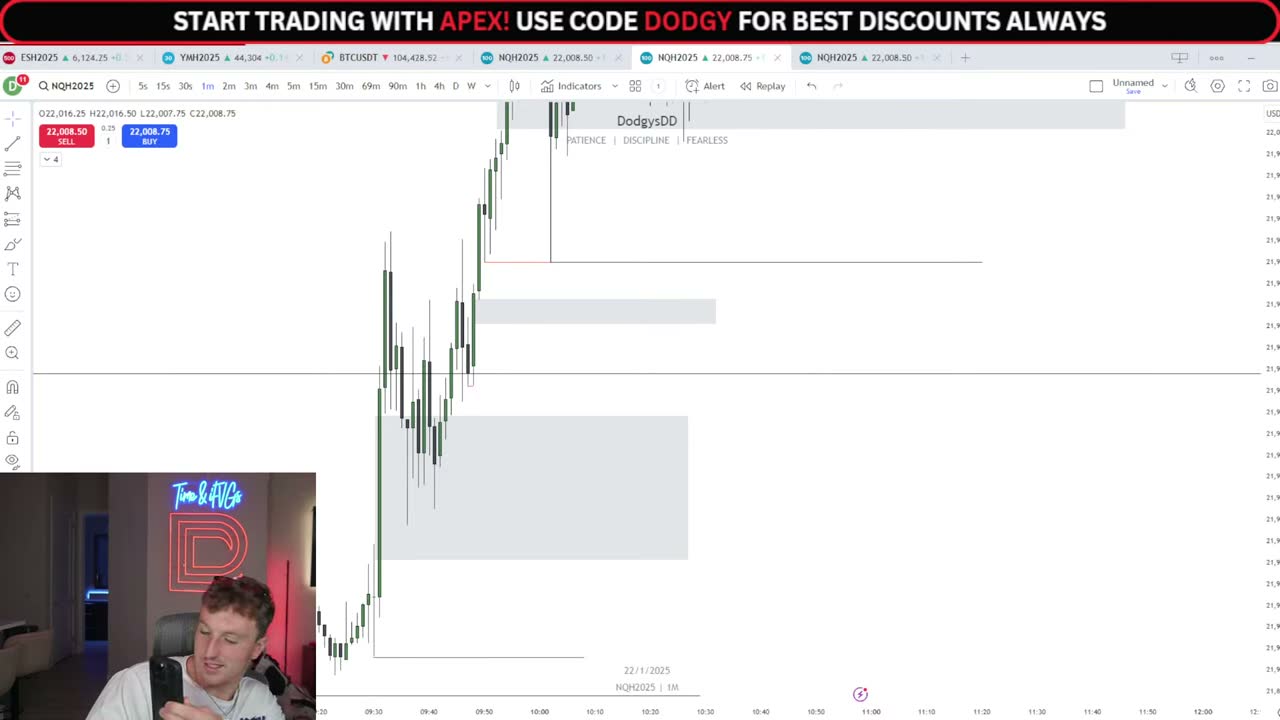 START TRADING WITH APEX! USE CODE DODGY FOR BEST DISCOUNTS ALWAYS
ESH2025 6,124.25
YMH2025 44,304
BTCUSDT 104,428.52
NQH2025 22,008.50
NQH2025 22,008.75
NQH2025 22,008.50
D 11 NQH2025 5s 15s 30s 1m 2m 3m 4m 5m 15m 30m 69m 90m 1h 4h D W Indicators 1 Alert Replay Unnamed
Save
O22,016.25 H22,016.50 L22,007.75 C22,008.75 USD
22,008.50 SELL 0.25 1 22,008.75 BUY
4
DodgysDD
PATIENCE | DISCIPLINE | FEARLESS
Time & iFVGs
22/1/2025
NQH2025 | 1M
09:30 09:40 09:50 10:00 10:10 10:20 10:30 10:40 10:50 11:00 11:10 11:20 11:30 11:40 11:50 12:00